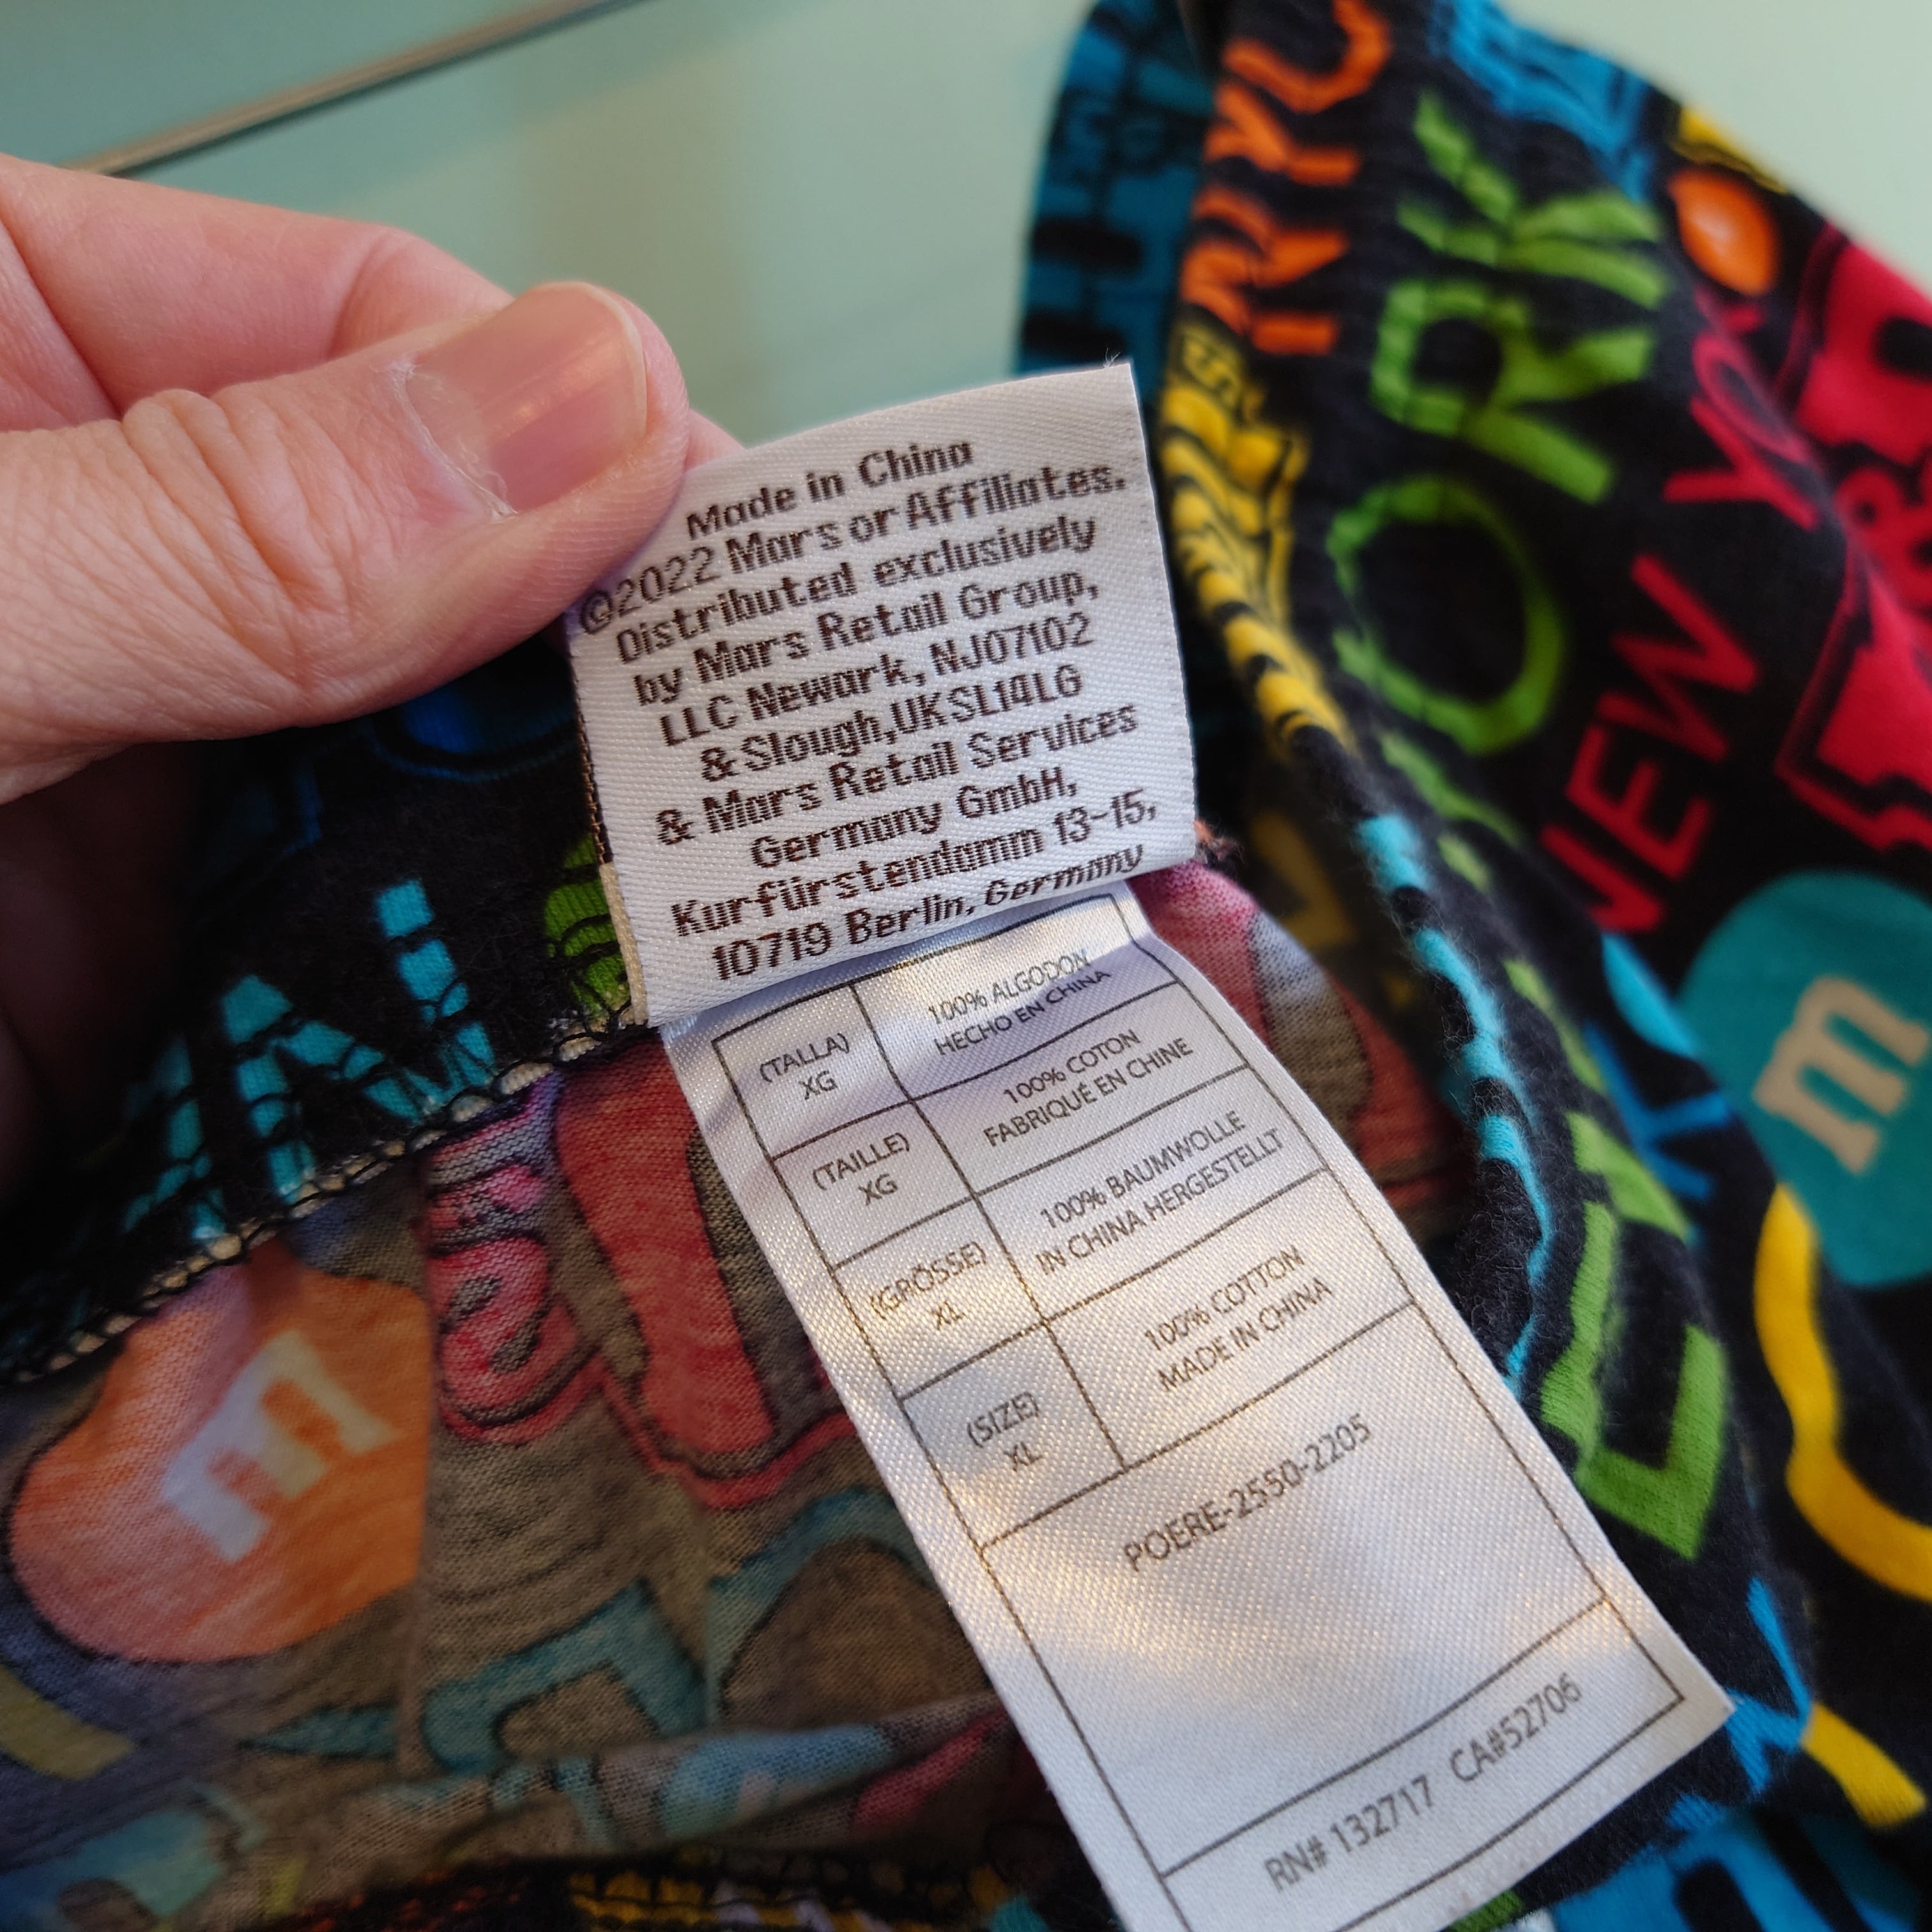 Made in China
©2022 Mars or Affiliates.
Distributed exclusively
by Mars Retail Group,
LLC Newark, NJ07102
& Slough, UK SL14LG
& Mars Retail Services
Germany GmbH,
Kurfürstendamm 13-15,
10719 Berlin, Germany
(TALLA)
XG
100% ALGODON
HECHO EN CHINA
(TAILLE)
XG
100% COTON
FABRIQUÉ EN CHINE
(GRÖSSE)
XL
100% BAUMWOLLE
IN CHINA HERGESTELLT
(SIZE)
XL
100% COTTON
MADE IN CHINA
POERE-2550-2205
RN# 132717 CA#52706
NYC
YORK
NEW YORK
m
m